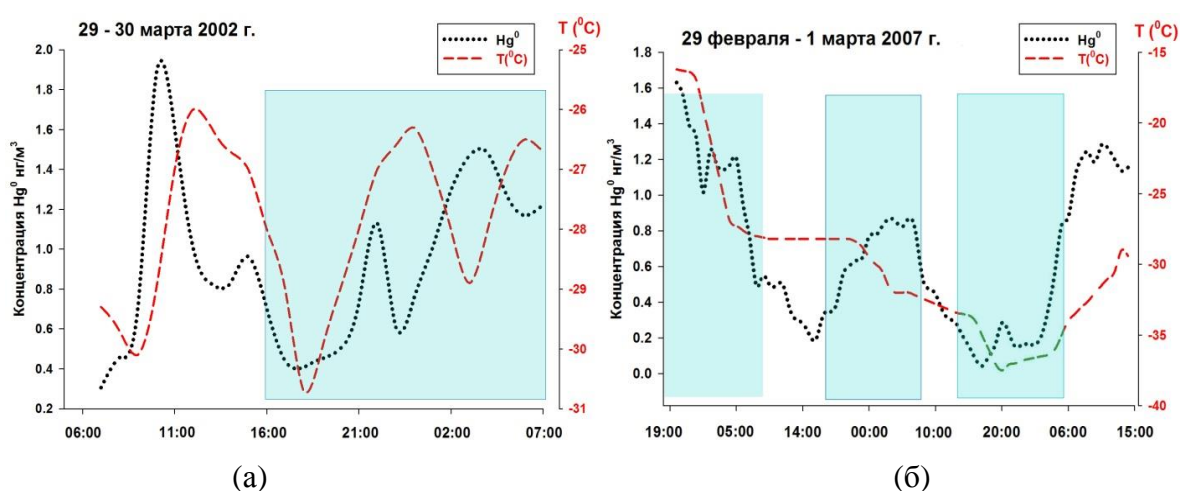 29 - 30 марта 2002 г.
Hg⁰
T(⁰C)
T (⁰C)
Концентрация Hg⁰ нг/м³
2.0
1.8
1.6
1.4
1.2
1.0
0.8
0.6
0.4
0.2
-25
-26
-27
-28
-29
-30
-31
06:00 11:00 16:00 21:00 02:00 07:00
(а)
29 февраля - 1 марта 2007 г.
Hg⁰
T(⁰C)
T (⁰C)
Концентрация Hg⁰ нг/м³
1.8
1.6
1.4
1.2
1.0
0.8
0.6
0.4
0.2
0.0
-15
-20
-25
-30
-35
-40
19:00 05:00 14:00 00:00 10:00 20:00 06:00 15:00
(б)